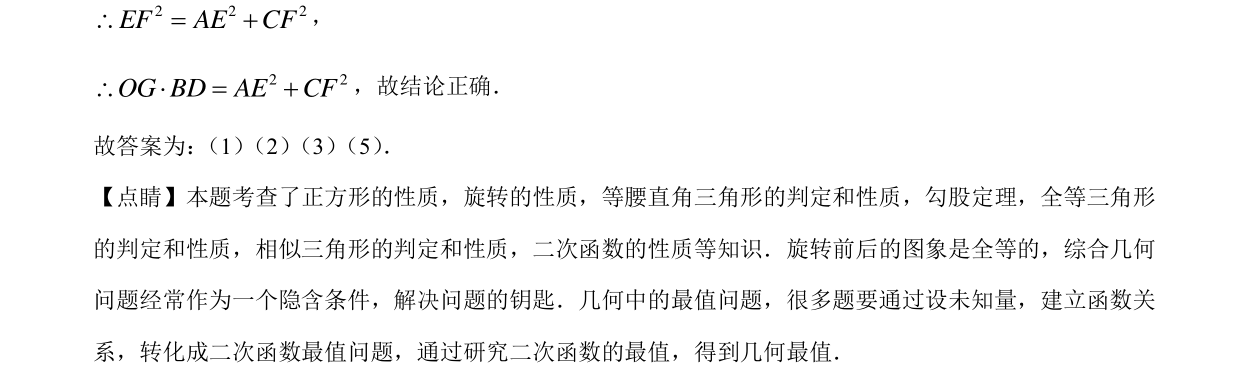 ∴EF²＝AE²＋CF²，
∴OG·BD＝AE²＋CF²，故结论正确．
故答案为：（1）（2）（3）（5）．
【点睛】本题考查了正方形的性质，旋转的性质，等腰直角三角形的判定和性质，勾股定理，全等三角形
的判定和性质，相似三角形的判定和性质，二次函数的性质等知识．旋转前后的图象是全等的，综合几何
问题经常作为一个隐含条件，解决问题的钥匙．几何中的最值问题，很多题要通过设未知量，建立函数关
系，转化成二次函数最值问题，通过研究二次函数的最值，得到几何最值．